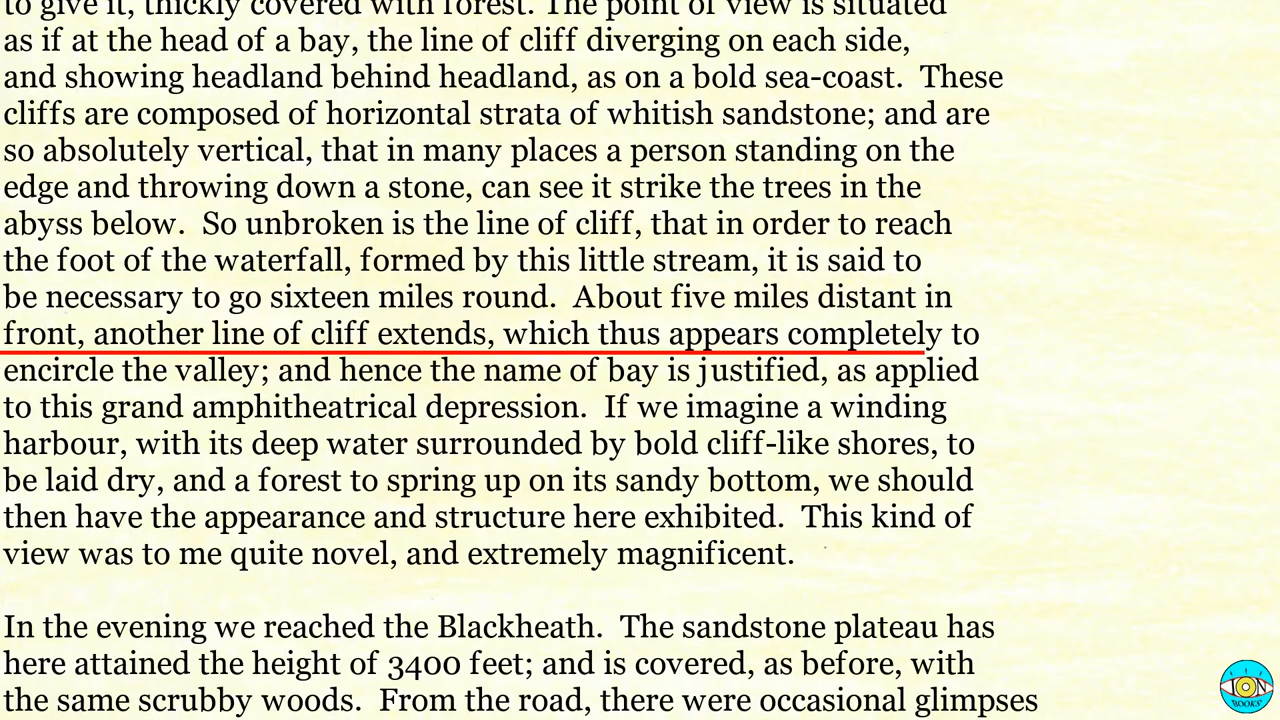 to give it, thickly covered with forest. The point of view is situated
as if at the head of a bay, the line of cliff diverging on each side,
and showing headland behind headland, as on a bold sea-coast.  These
cliffs are composed of horizontal strata of whitish sandstone; and are
so absolutely vertical, that in many places a person standing on the
edge and throwing down a stone, can see it strike the trees in the
abyss below.  So unbroken is the line of cliff, that in order to reach
the foot of the waterfall, formed by this little stream, it is said to
be necessary to go sixteen miles round.  About five miles distant in
front, another line of cliff extends, which thus appears completely to
encircle the valley; and hence the name of bay is justified, as applied
to this grand amphitheatrical depression.  If we imagine a winding
harbour, with its deep water surrounded by bold cliff-like shores, to
be laid dry, and a forest to spring up on its sandy bottom, we should
then have the appearance and structure here exhibited.  This kind of
view was to me quite novel, and extremely magnificent.

In the evening we reached the Blackheath.  The sandstone plateau has
here attained the height of 3400 feet; and is covered, as before, with
the same scrubby woods.  From the road, there were occasional glimpses
ION
BOOKS